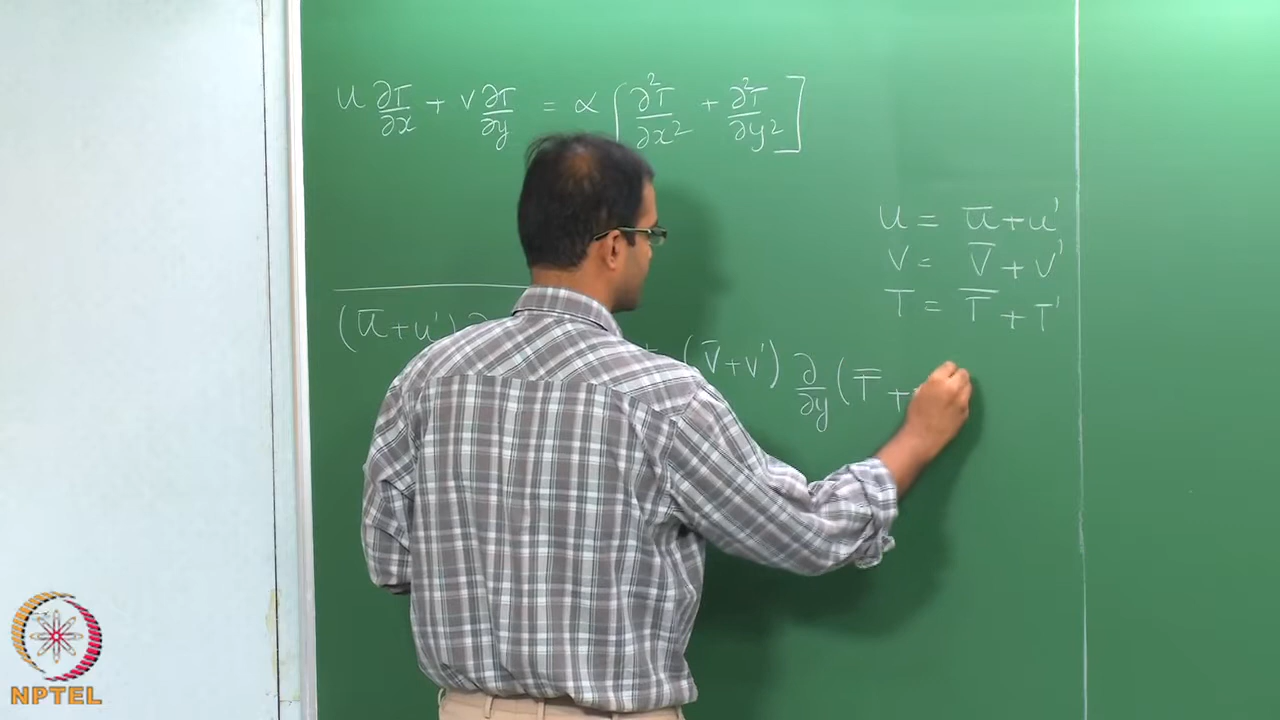 u ∂T/∂x + v ∂T/∂y = α [ ∂²T/∂x² + ∂²T/∂y² ]
u = u̅ + u'
v = v̅ + v'
T = T̅ + T'
(u̅ + u') + (v̅ + v') ∂/∂y (T̅ +
NPTEL